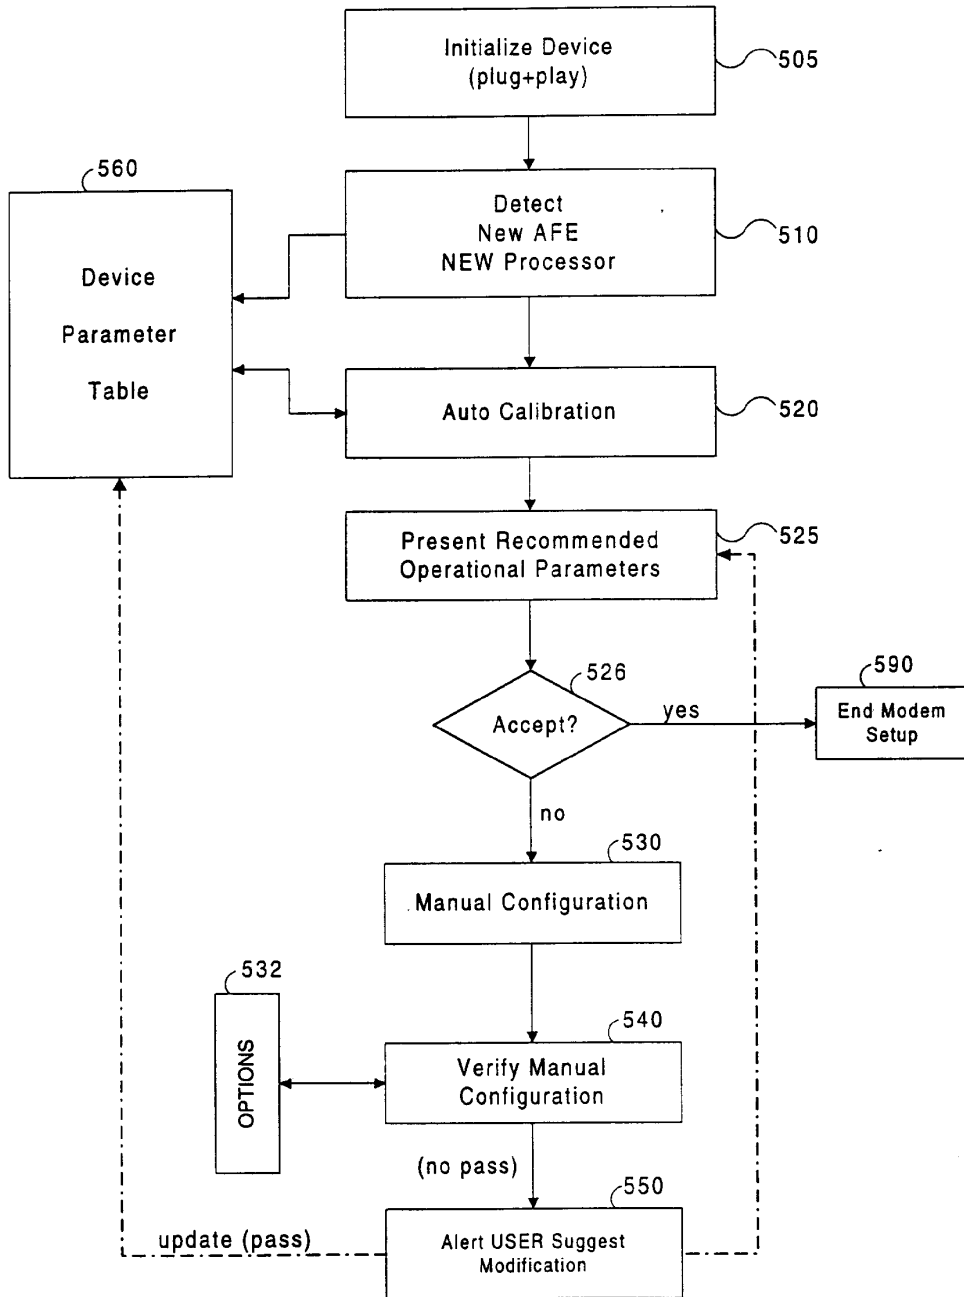 Initialize Device
(plug+play)
505
560
Detect
New AFE
NEW Processor
510
Device
Parameter
Table
Auto Calibration
520
Present Recommended
Operational Parameters
525
526
Accept?
yes
590
End Modem
Setup
no
530
Manual Configuration
532
OPTIONS
540
Verify Manual
Configuration
(no pass)
550
update (pass)
Alert USER Suggest
Modification